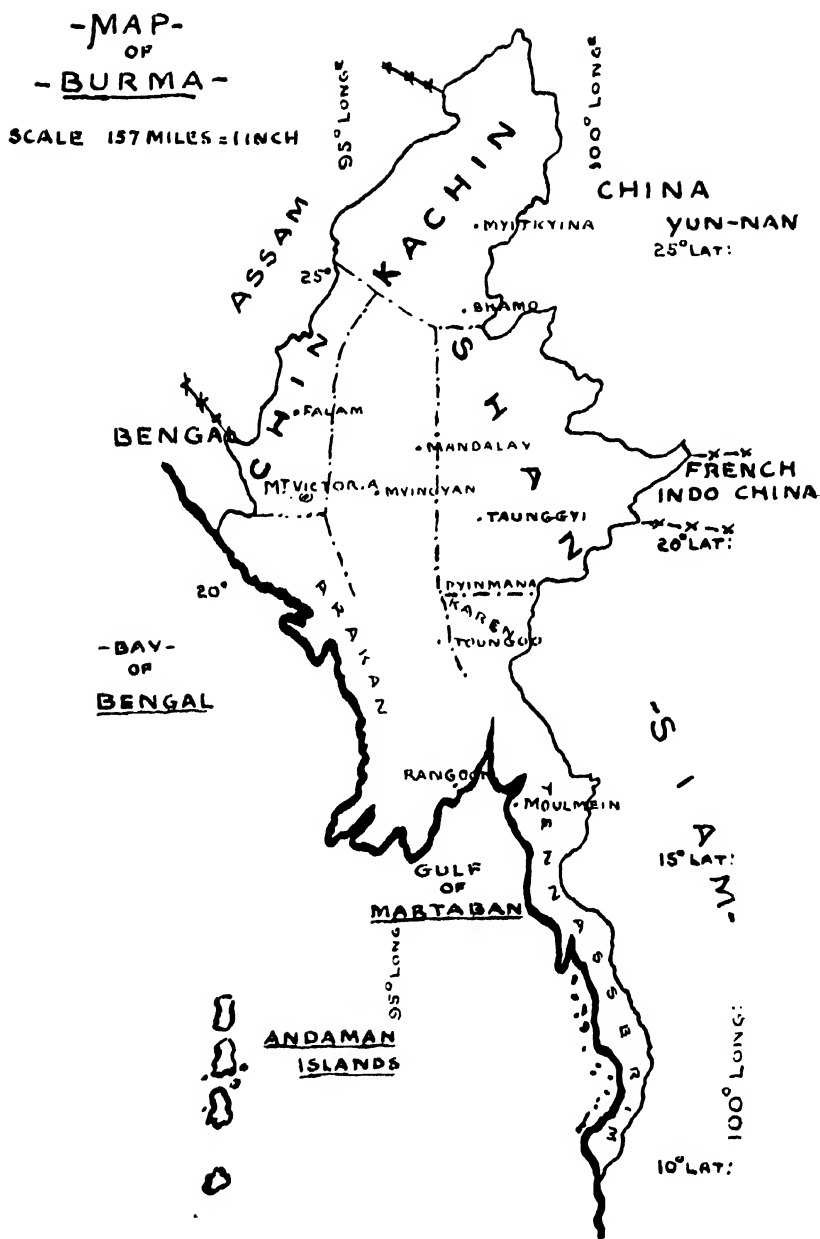 -MAP-
OF
-BURMA-
SCALE 157 MILES = 1 INCH
95° LONGE
100° LONGE
CHINA
YUN-NAN
25° LAT:
ASSAM
KACHIN
MYITKYINA
25°
BHAMO
SHAN
CHIN
FALAM
BENGAL
MANDALAY
MT VICTORIA
MYINGYAN
TAUNGGYI
FRENCH
INDO CHINA
20° LAT:
20°
PYINMANA
KAREN
TOUNGOO
ARAKAN
-BAY-
OF
BENGAL
-SIAM-
RANGOON
MOULMEIN
TENNASSERIM
15° LAT:
GULF
OF
MARTABAN
95° LONG
ANDAMAN
ISLANDS
100° LONG:
10° LAT: